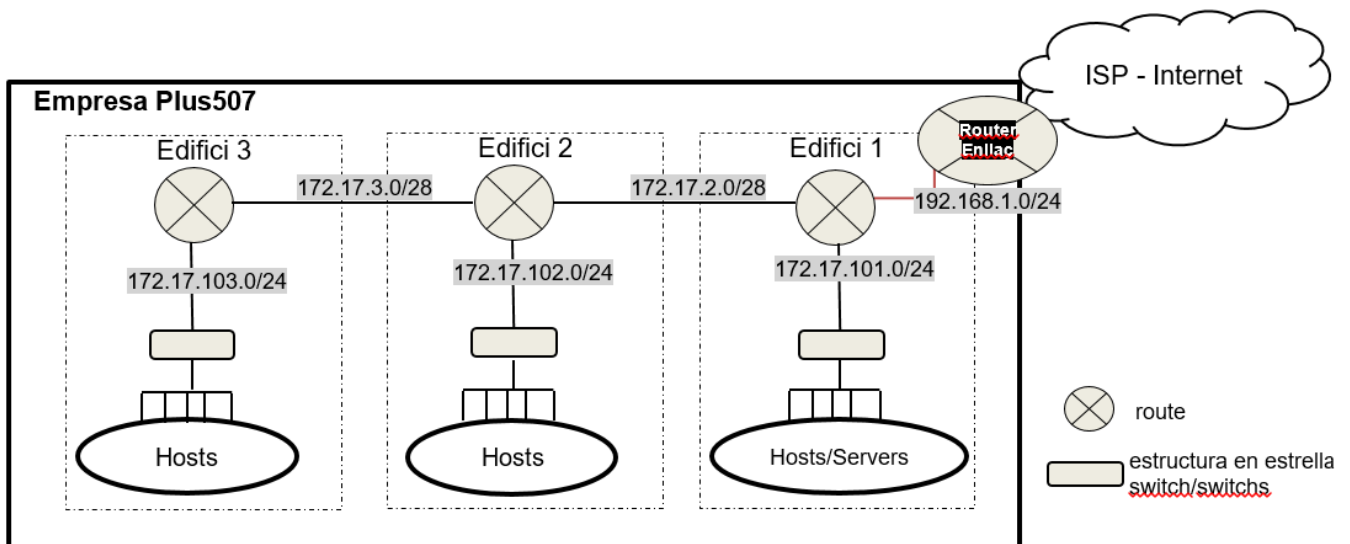 ISP - Internet
Empresa Plus507
Router
Enllac
Edifici 3
Edifici 2
Edifici 1
172.17.3.0/28
172.17.2.0/28
192.168.1.0/24
172.17.103.0/24
172.17.102.0/24
172.17.101.0/24
route
Hosts
Hosts
Hosts/Servers
estructura en estrella
switch/switchs